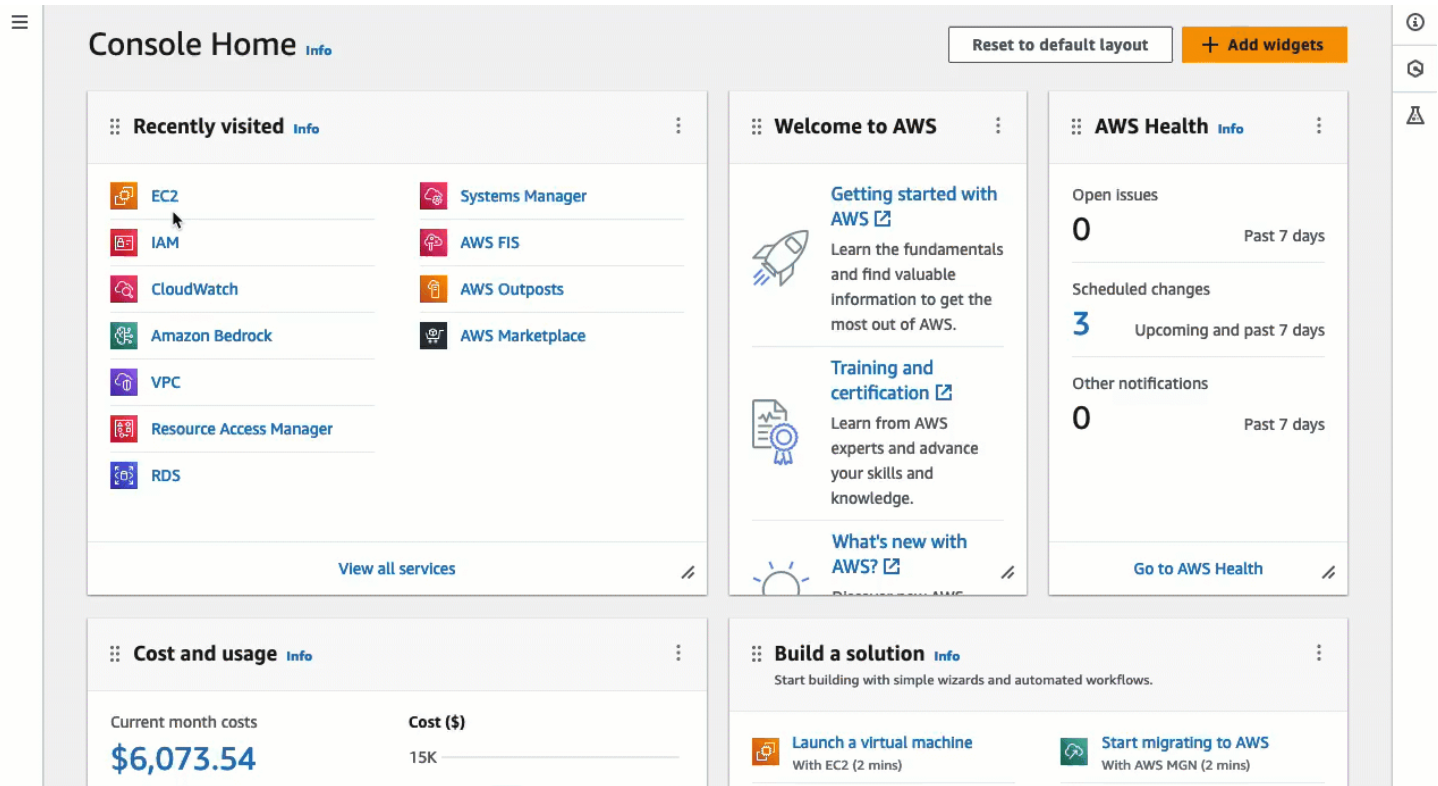 Console Home Info
Reset to default layout
+ Add widgets
Recently visited Info
EC2
IAM
CloudWatch
Amazon Bedrock
VPC
Resource Access Manager
RDS
Systems Manager
AWS FIS
AWS Outposts
AWS Marketplace
View all services
Welcome to AWS
Getting started with
AWS
Learn the fundamentals
and find valuable
information to get the
most out of AWS.
Training and
certification
Learn from AWS
experts and advance
your skills and
knowledge.
What's new with
AWS?
AWS Health Info
Open issues
0
Past 7 days
Scheduled changes
3
Upcoming and past 7 days
Other notifications
0
Past 7 days
Go to AWS Health
Cost and usage Info
Current month costs
$6,073.54
Cost ($)
15K
Build a solution Info
Start building with simple wizards and automated workflows.
Launch a virtual machine
With EC2 (2 mins)
Start migrating to AWS
With AWS MGN (2 mins)